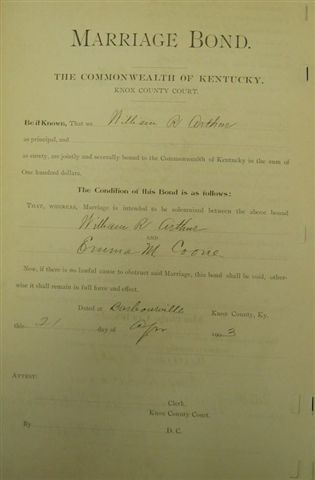 MARRIAGE BOND.
THE COMMONWEALTH OF KENTUCKY,
KNOX COUNTY COURT.
Be it Known, That we William R Arthur
as principal, and
as surety, are jointly and severally bound to the Commonwealth of Kentucky in the sum of
One hundred dollars.
The Condition of this Bond is as follows:
THAT, WHEREAS, Marriage is intended to be solemnized between the above bound
William R Arthur
AND
Emma M Coone
Now, if there is no lawful cause to obstruct said Marriage, this bond shall be void, other-
wise it shall remain in full force and effect.
Dated at Barbourville Knox County, Ky.
this 21 day of Apr 1903
ATTEST:
Clerk,
Knox County Court.
By D. C.